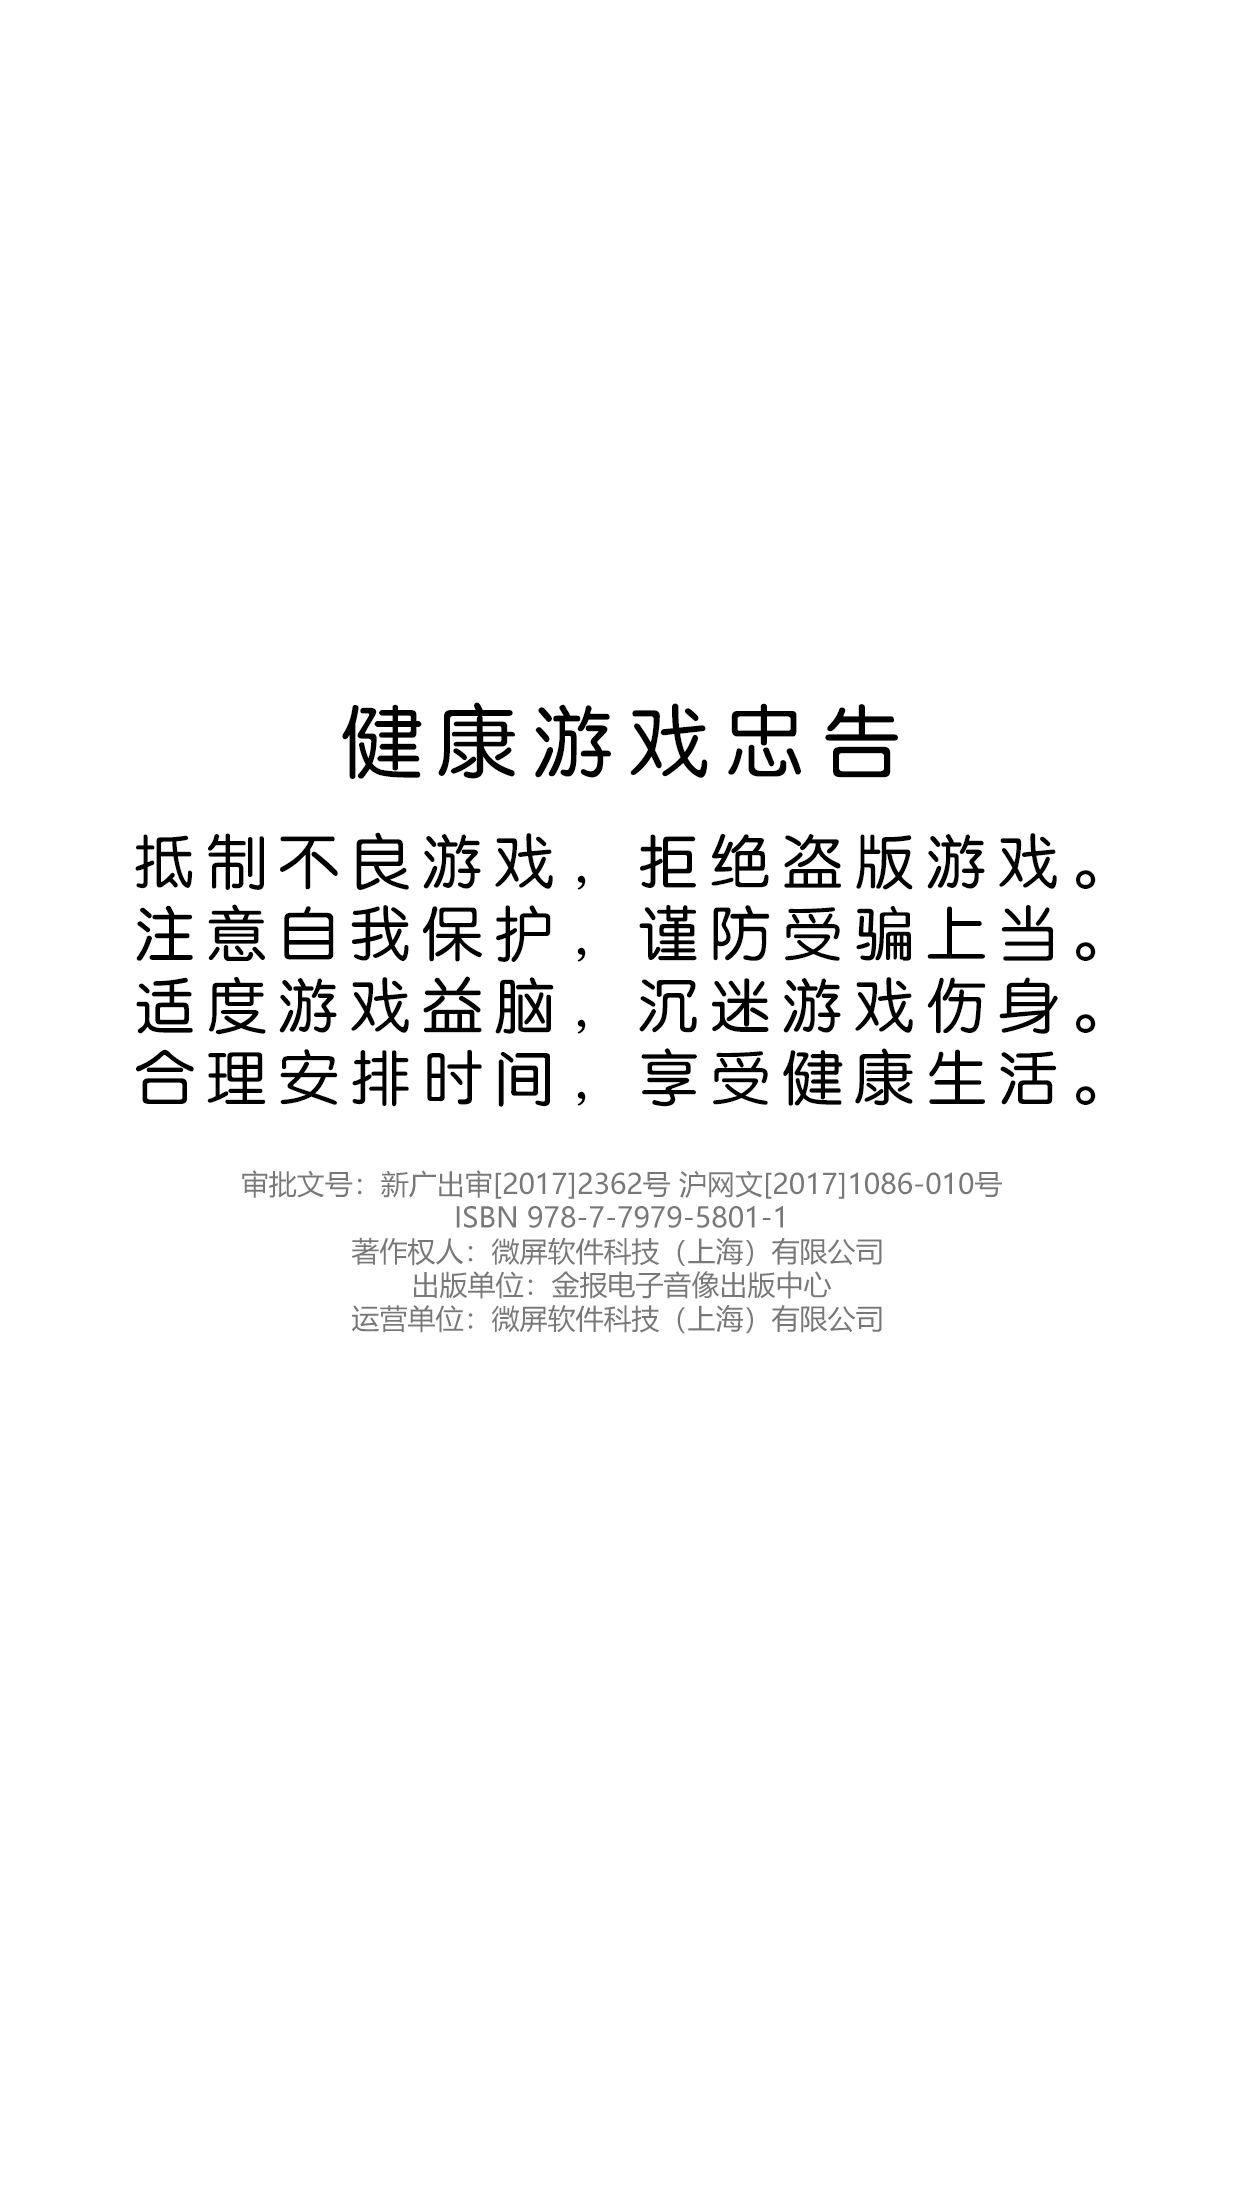 健康游戏忠告
抵制不良游戏，拒绝盗版游戏。
注意自我保护，谨防受骗上当。
适度游戏益脑，沉迷游戏伤身。
合理安排时间，享受健康生活。
审批文号：新广出审[2017]2362号 沪网文[2017]1086-010号
ISBN 978-7-7979-5801-1
著作权人：微屏软件科技（上海）有限公司
出版单位：金报电子音像出版中心
运营单位：微屏软件科技（上海）有限公司